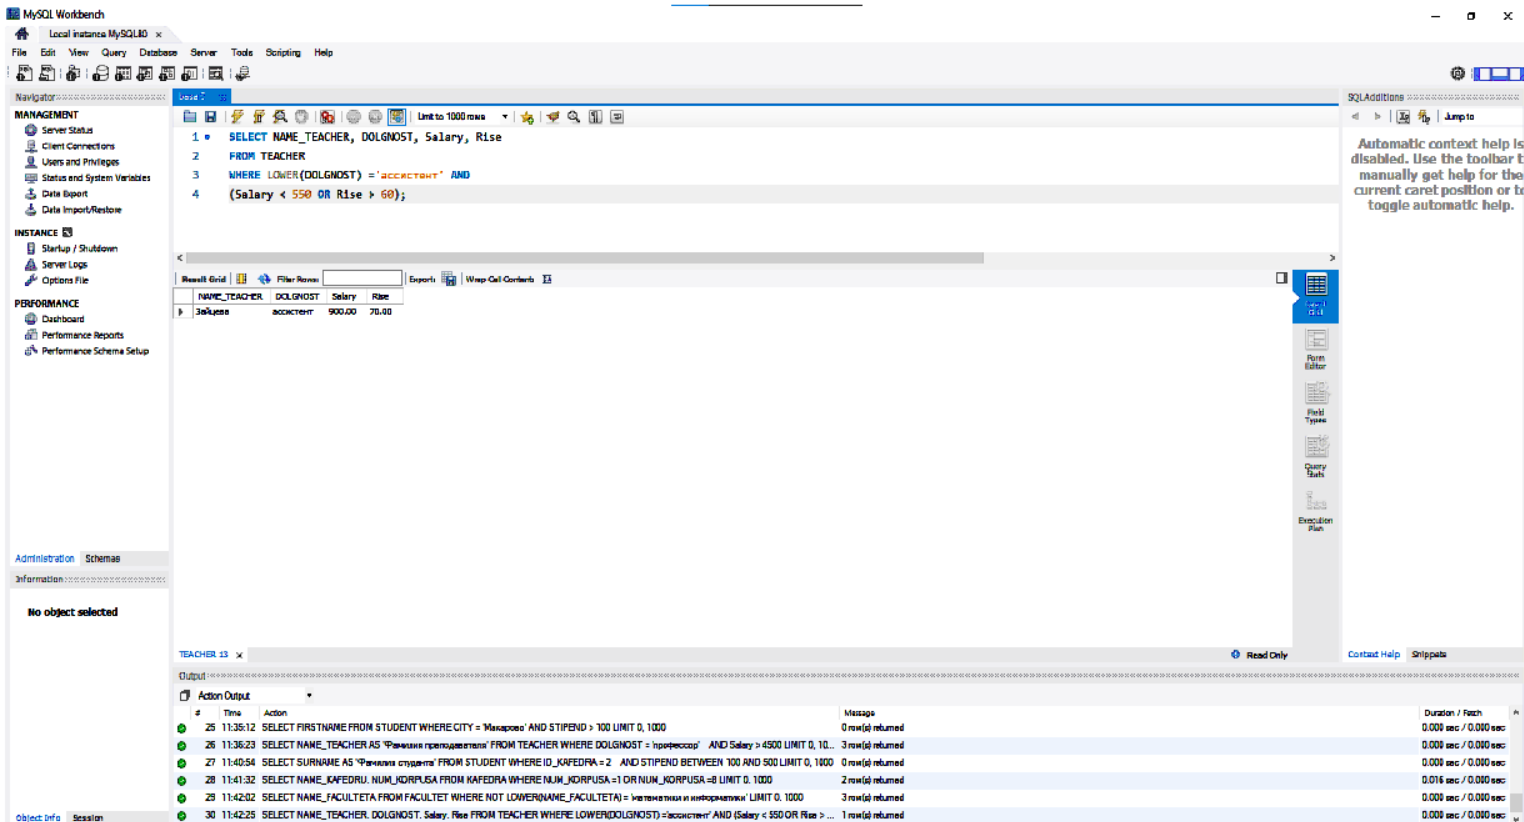 MySQL Workbench
Local instance MySQL80 ×
File Edit View Query Database Server Tools Scripting Help
Navigator
MANAGEMENT
Server Status
Client Connections
Users and Privileges
Status and System Variables
Data Export
Data Import/Restore
INSTANCE
Startup / Shutdown
Server Logs
Options File
PERFORMANCE
Dashboard
Performance Reports
Performance Schema Setup
Administration Schemas
Information
No object selected
Object Info Session
Limit to 1000 rows
1 SELECT NAME_TEACHER, DOLGNOST, Salary, Rise
2 FROM TEACHER
3 WHERE LOWER(DOLGNOST) ='ассистент' AND
4 (Salary < 550 OR Rise > 60);
Result Grid Filter Rows: Export: Wrap Cell Content:
NAME_TEACHER DOLGNOST Salary Rise
Зайцева ассистент 900.00 70.00
Result Grid
Form Editor
Field Types
Query Stats
Execution Plan
TEACHER 13 ×
Read Only
SQLAdditions
Jump to
Automatic context help is
disabled. Use the toolbar t
manually get help for the
current caret position or to
toggle automatic help.
Context Help Snippets
Output
Action Output
# Time Action Message Duration / Fetch
25 11:35:12 SELECT FIRSTNAME FROM STUDENT WHERE CITY = 'Макарово' AND STIPEND > 100 LIMIT 0, 1000 0 row(s) returned 0.000 sec / 0.000 sec
26 11:36:23 SELECT NAME_TEACHER AS 'Фамилия преподавателя' FROM TEACHER WHERE DOLGNOST = 'профессор' AND Salary > 4500 LIMIT 0, 10... 3 row(s) returned 0.000 sec / 0.000 sec
27 11:40:54 SELECT SURNAME AS 'Фамилия студента' FROM STUDENT WHERE ID_KAFEDRA = 2 AND STIPEND BETWEEN 100 AND 500 LIMIT 0, 1000 0 row(s) returned 0.000 sec / 0.000 sec
28 11:41:32 SELECT NAME_KAFEDRU, NUM_KORPUSA FROM KAFEDRA WHERE NUM_KORPUSA =1 OR NUM_KORPUSA =8 LIMIT 0, 1000 2 row(s) returned 0.016 sec / 0.000 sec
29 11:42:02 SELECT NAME_FACULTETA FROM FACULTET WHERE NOT LOWER(NAME_FACULTETA) = 'математики и информатики' LIMIT 0, 1000 3 row(s) returned 0.000 sec / 0.000 sec
30 11:42:25 SELECT NAME_TEACHER, DOLGNOST, Salary, Rise FROM TEACHER WHERE LOWER(DOLGNOST) ='ассистент' AND (Salary < 550 OR Rise > ... 1 row(s) returned 0.000 sec / 0.000 sec